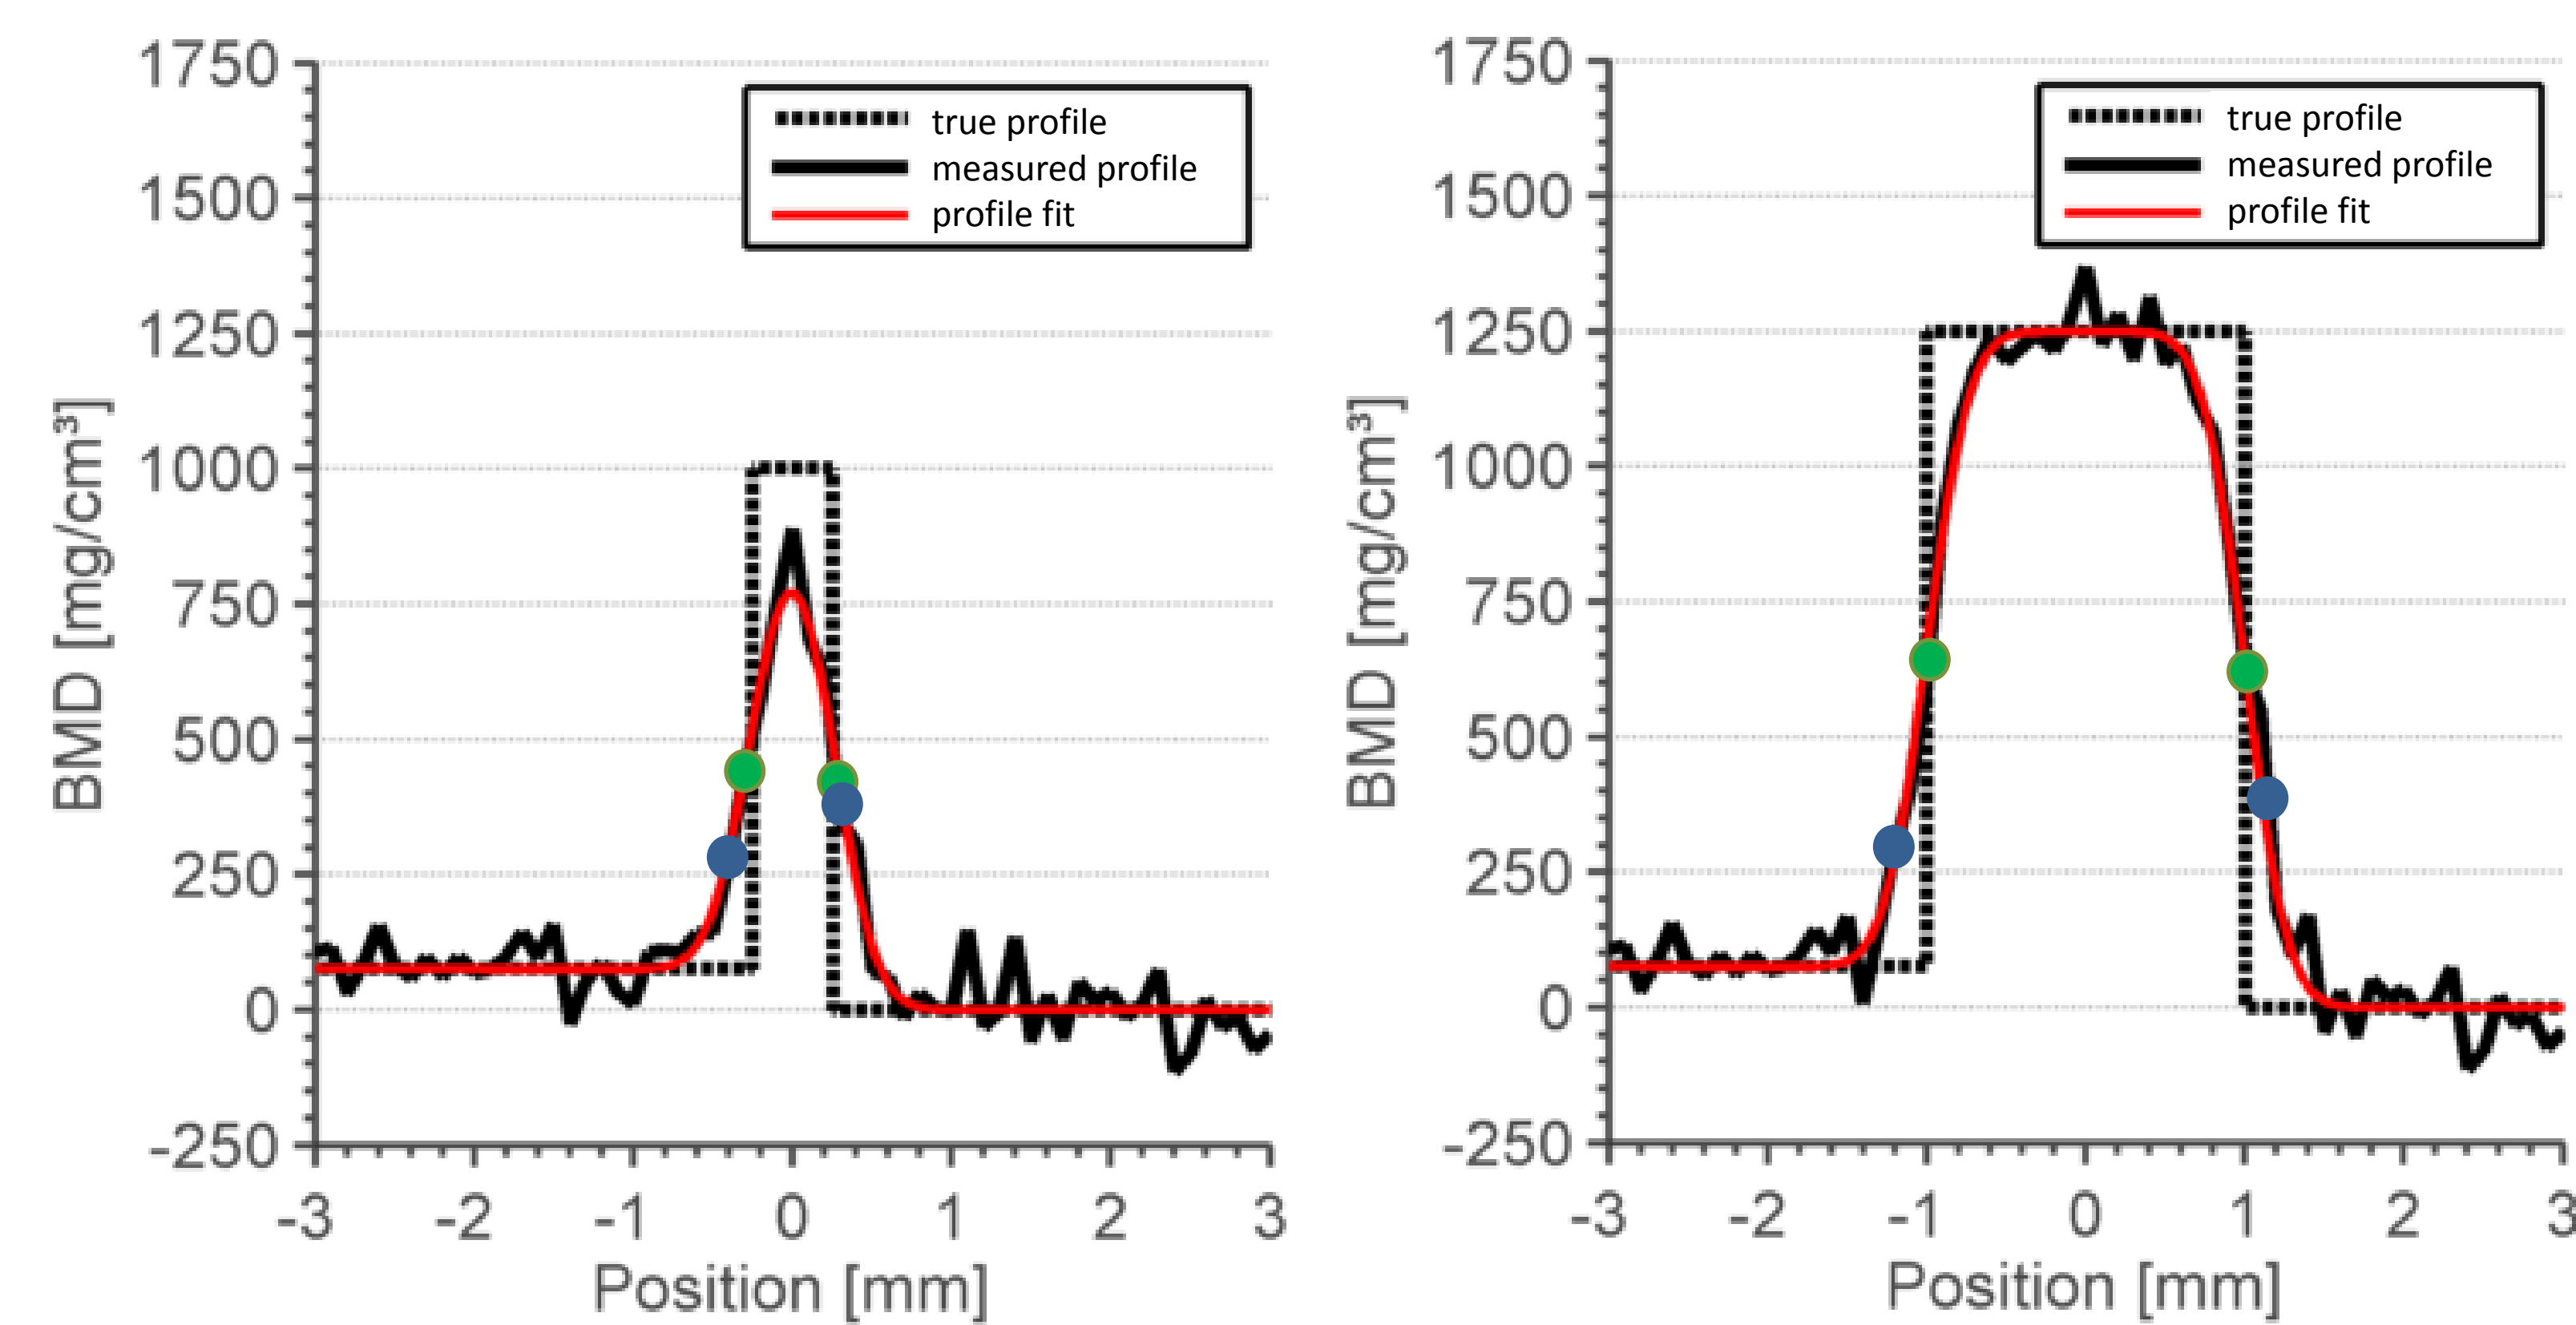 1750
1500
1250
1000
750
500
250
0
-250
BMD [mg/cm³]
true profile
measured profile
profile fit
-3 -2 -1 0 1 2 3
Position [mm]
1750
1500
1250
1000
750
500
250
0
-250
BMD [mg/cm³]
true profile
measured profile
profile fit
-3 -2 -1 0 1 2 3
Position [mm]